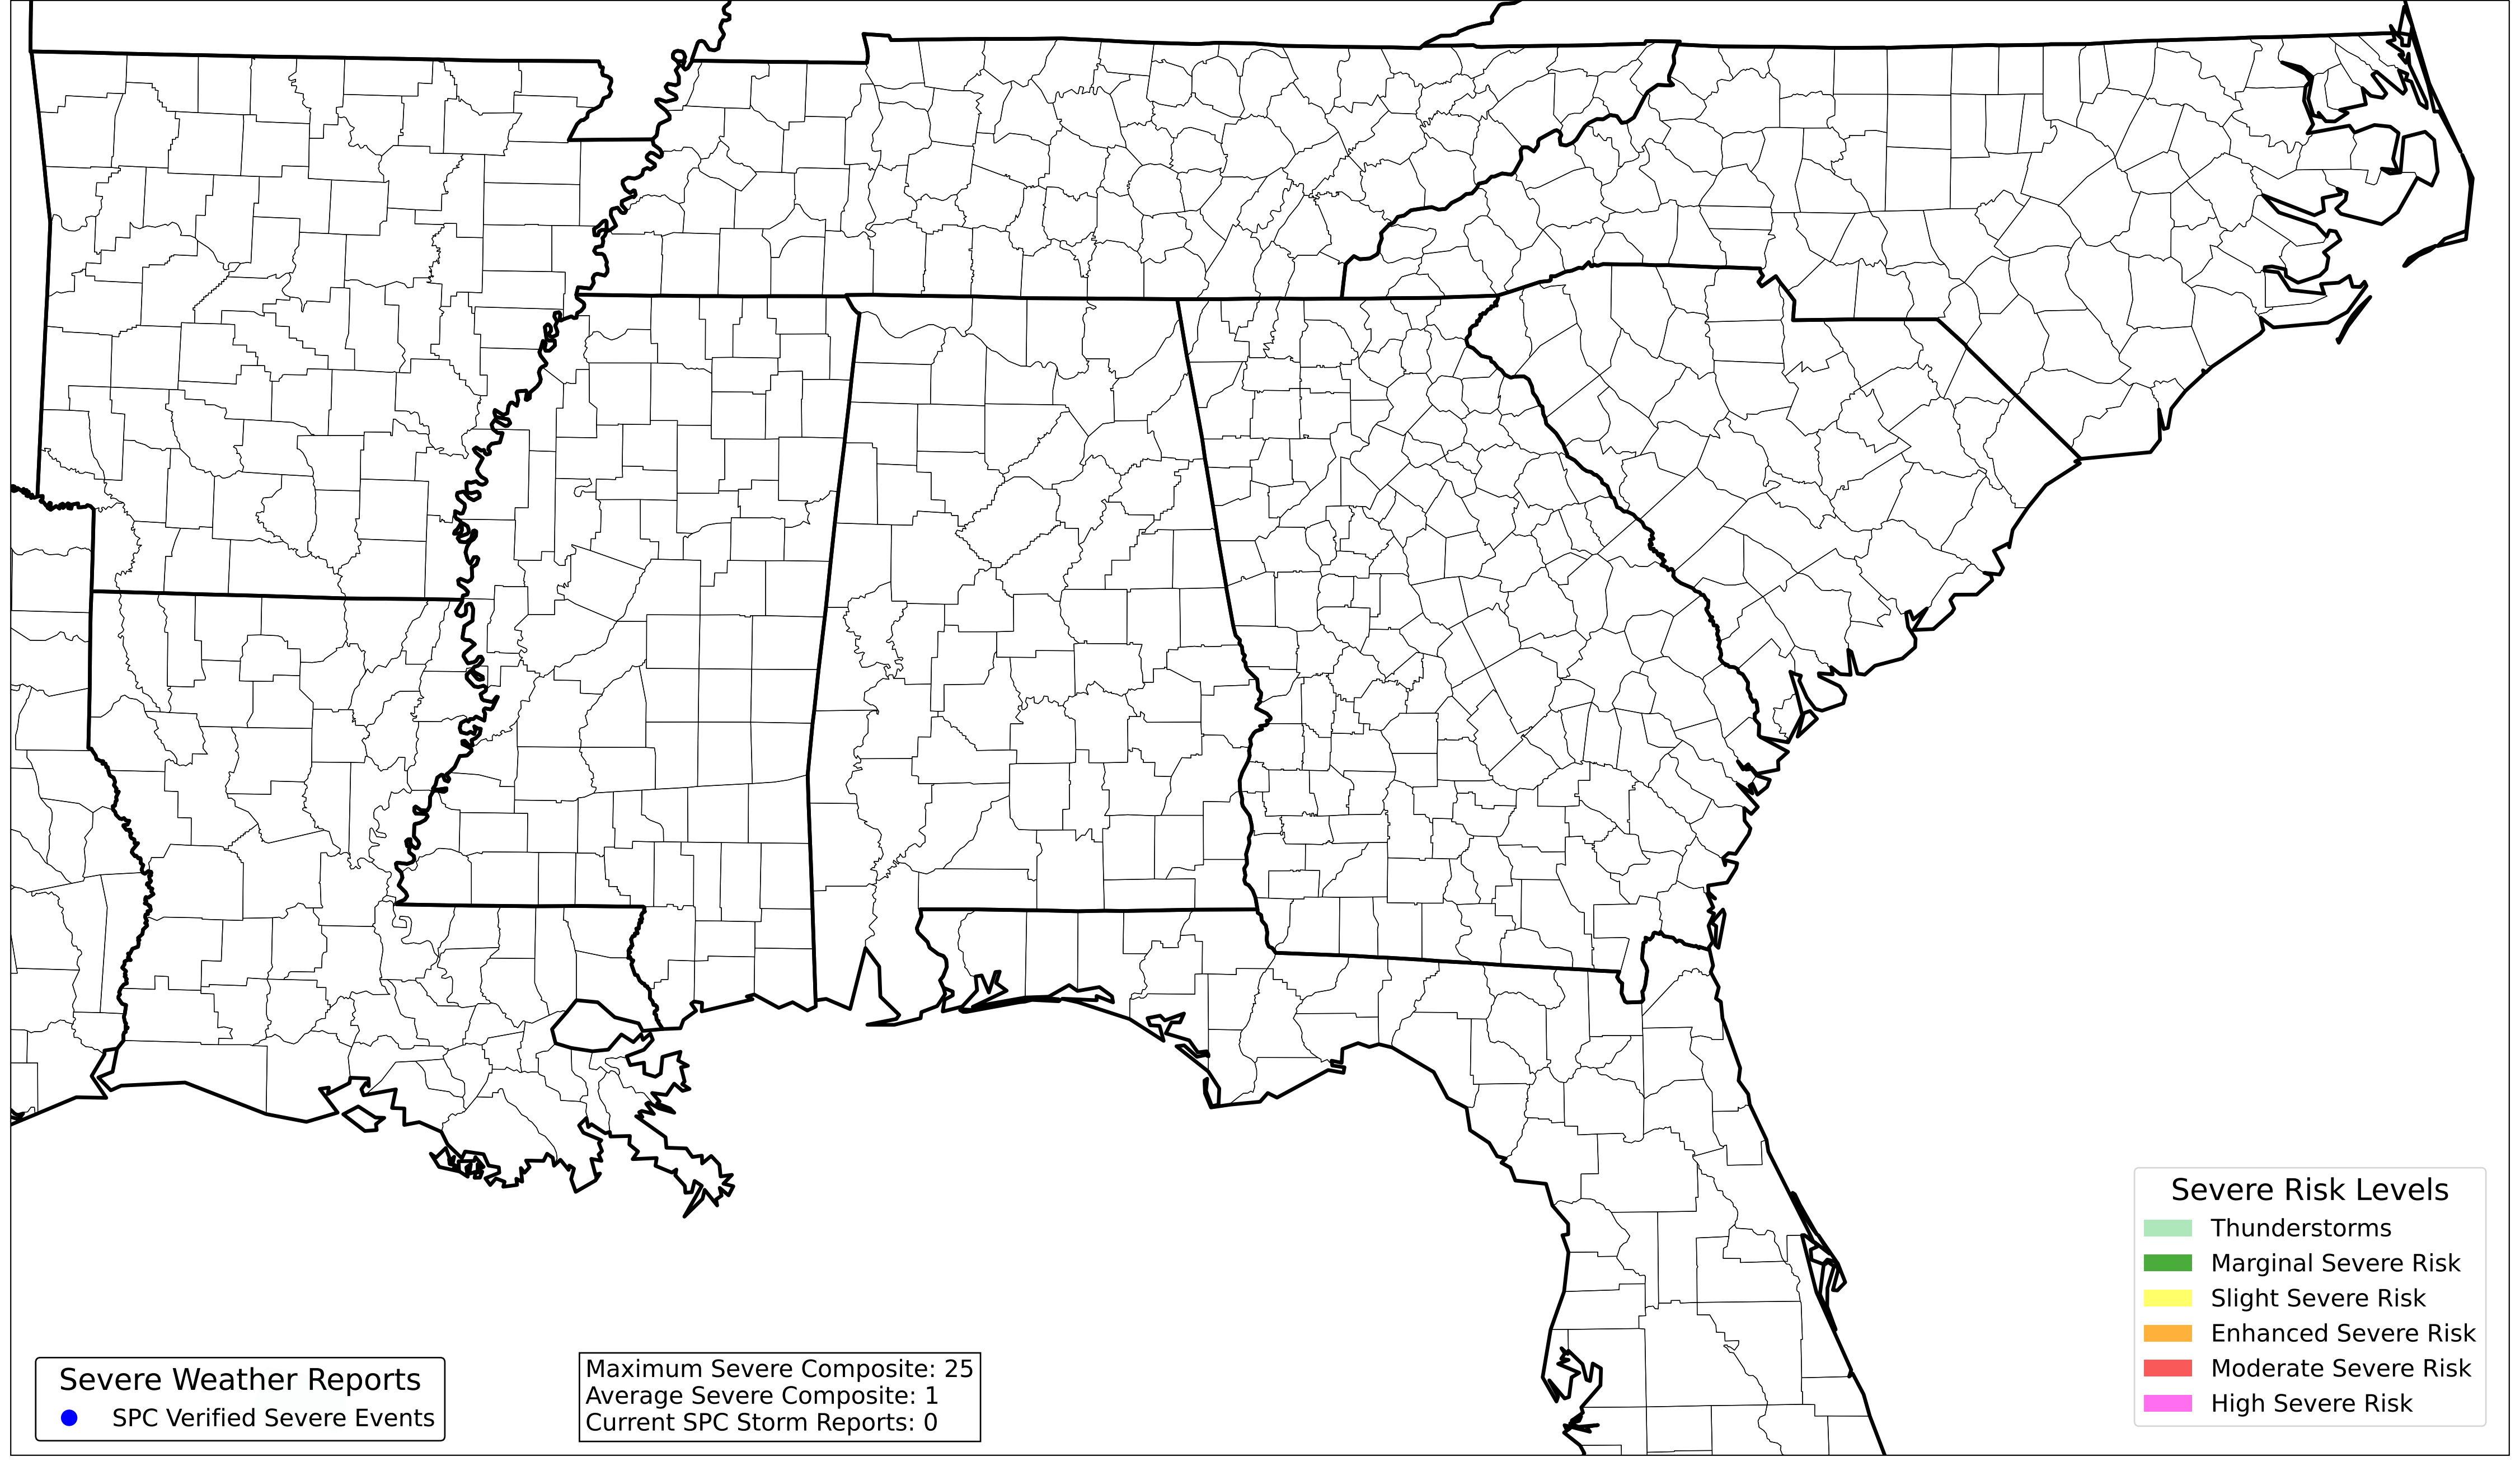 Severe Risk Levels
Thunderstorms
Marginal Severe Risk
Slight Severe Risk
Enhanced Severe Risk
Moderate Severe Risk
High Severe Risk
Severe Weather Reports
SPC Verified Severe Events
Maximum Severe Composite: 25
Average Severe Composite: 1
Current SPC Storm Reports: 0